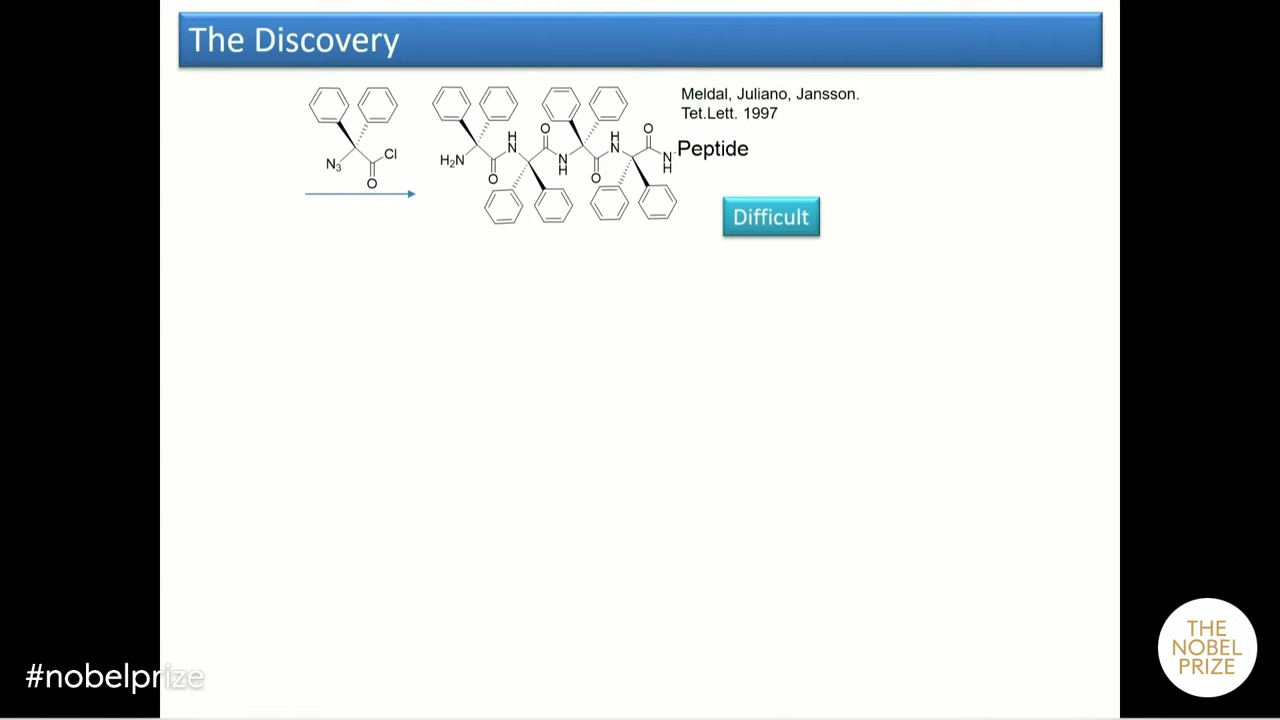 The Discovery
Meldal, Juliano, Jansson.
Tet.Lett. 1997
N3
Cl
O
H2N
O
H
N
O
N
H
O
H
N
O
N
H
Peptide
Difficult
#nobelprize
THE
NOBEL
PRIZE